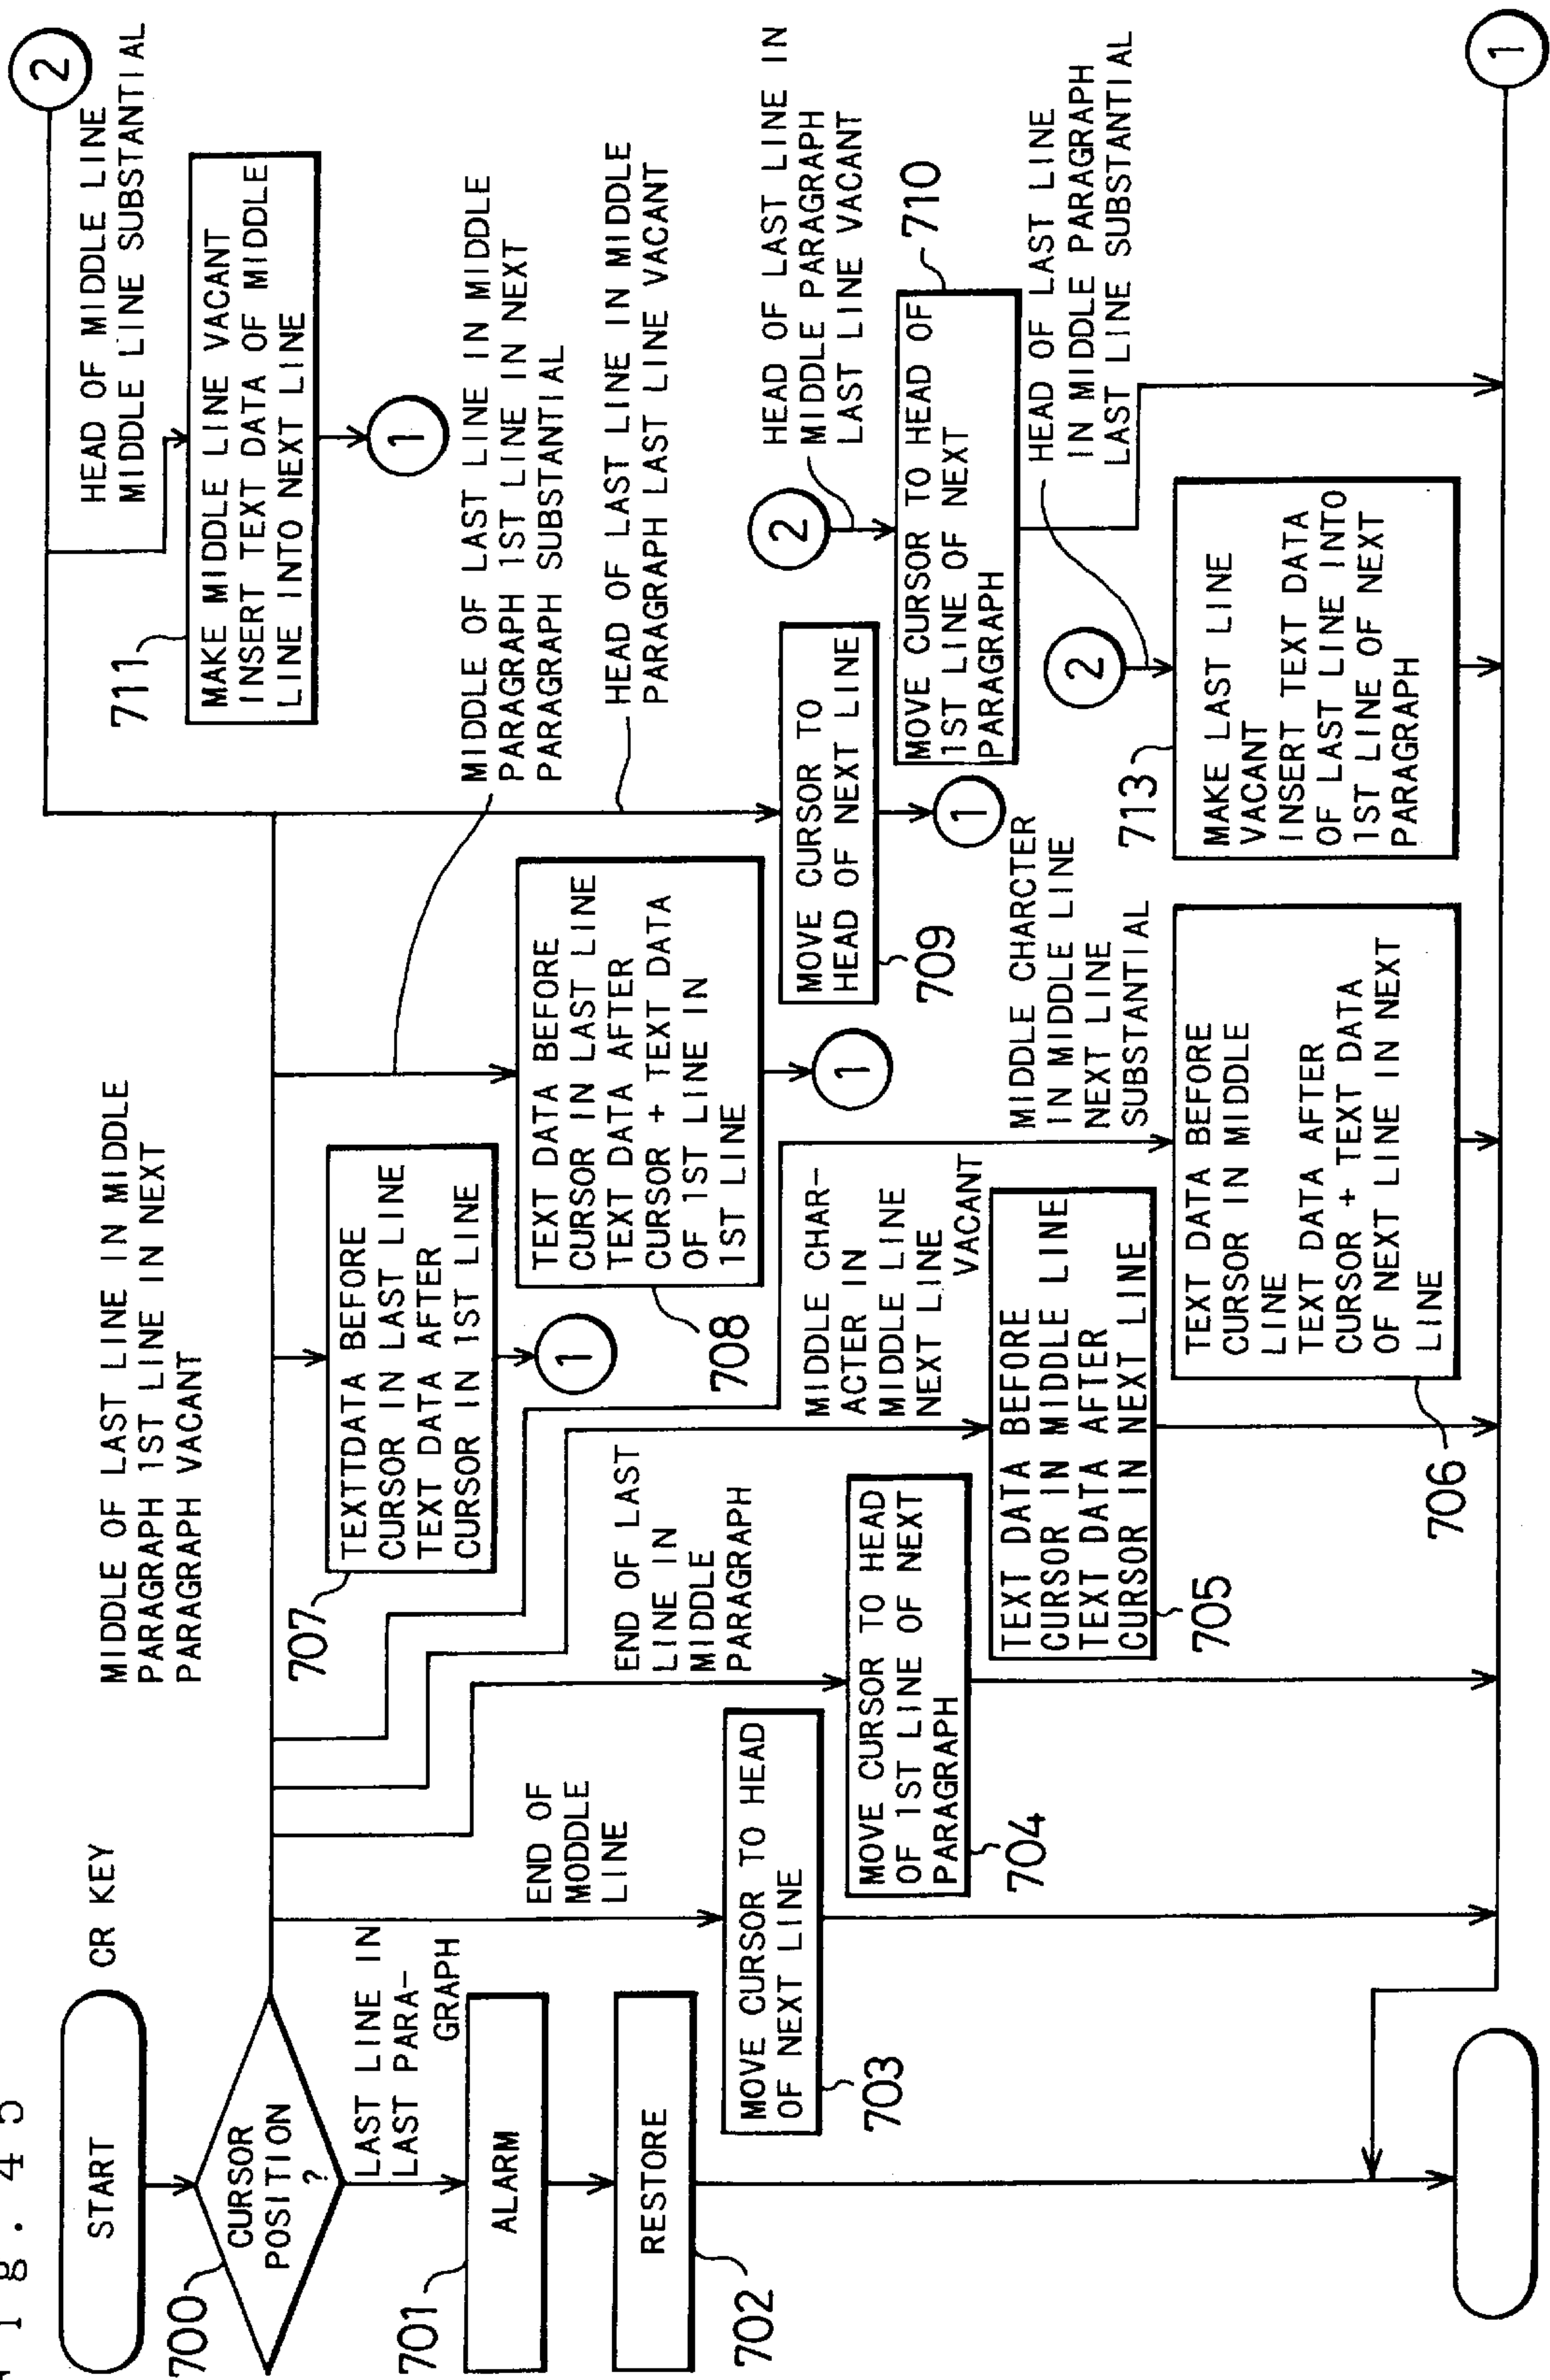 Fig. 45
START
CR KEY
700
CURSOR
POSITION
?
LAST LINE IN
LAST PARA-
GRAPH
701
ALARM
702
RESTORE
END OF
MODDLE
LINE
MOVE CURSOR TO HEAD
OF NEXT LINE
703
END OF LAST
LINE IN
MIDDLE
PARAGRAPH
MOVE CURSOR TO HEAD
OF 1ST LINE OF NEXT
PARAGRAPH
704
MIDDLE CHAR-
ACTER IN
MIDDLE LINE
NEXT LINE
VACANT
TEXT DATA BEFORE
CURSOR IN MIDDLE LINE
TEXT DATA AFTER
CURSOR IN NEXT LINE
705
MIDDLE CHARCTER
IN MIDDLE LINE
NEXT LINE
SUBSTANTIAL
TEXT DATA BEFORE
CURSOR IN MIDDLE
LINE
TEXT DATA AFTER
CURSOR + TEXT DATA
OF NEXT LINE IN NEXT
LINE
706
MIDDLE OF LAST LINE IN MIDDLE
PARAGRAPH 1ST LINE IN NEXT
PARAGRAPH VACANT
707
TEXTTDATA BEFORE
CURSOR IN LAST LINE
TEXT DATA AFTER
CURSOR IN 1ST LINE
1
MIDDLE OF LAST LINE IN MIDDLE
PARAGRAPH 1ST LINE IN NEXT
PARAGRAPH SUBSTANTIAL
TEXT DATA BEFORE
CURSOR IN LAST LINE
TEXT DATA AFTER
CURSOR + TEXT DATA
OF 1ST LINE IN
1ST LINE
708
1
HEAD OF LAST LINE IN MIDDLE
PARAGRAPH LAST LINE VACANT
MOVE CURSOR TO
HEAD OF NEXT LINE
709
1
2
HEAD OF MIDDLE LINE
MIDDLE LINE SUBSTANTIAL
711
MAKE MIDDLE LINE VACANT
INSERT TEXT DATA OF MIDDLE
LINE INTO NEXT LINE
1
2
HEAD OF LAST LINE IN
MIDDLE PARAGRAPH
LAST LINE VACANT
710
MOVE CURSOR TO HEAD OF
1ST LINE OF NEXT
PARAGRAPH
2
HEAD OF LAST LINE
IN MIDDLE PARAGRAPH
LAST LINE SUBSTANTIAL
713
MAKE LAST LINE
VACANT
INSERT TEXT DATA
OF LAST LINE INTO
1ST LINE OF NEXT
PARAGRAPH
1